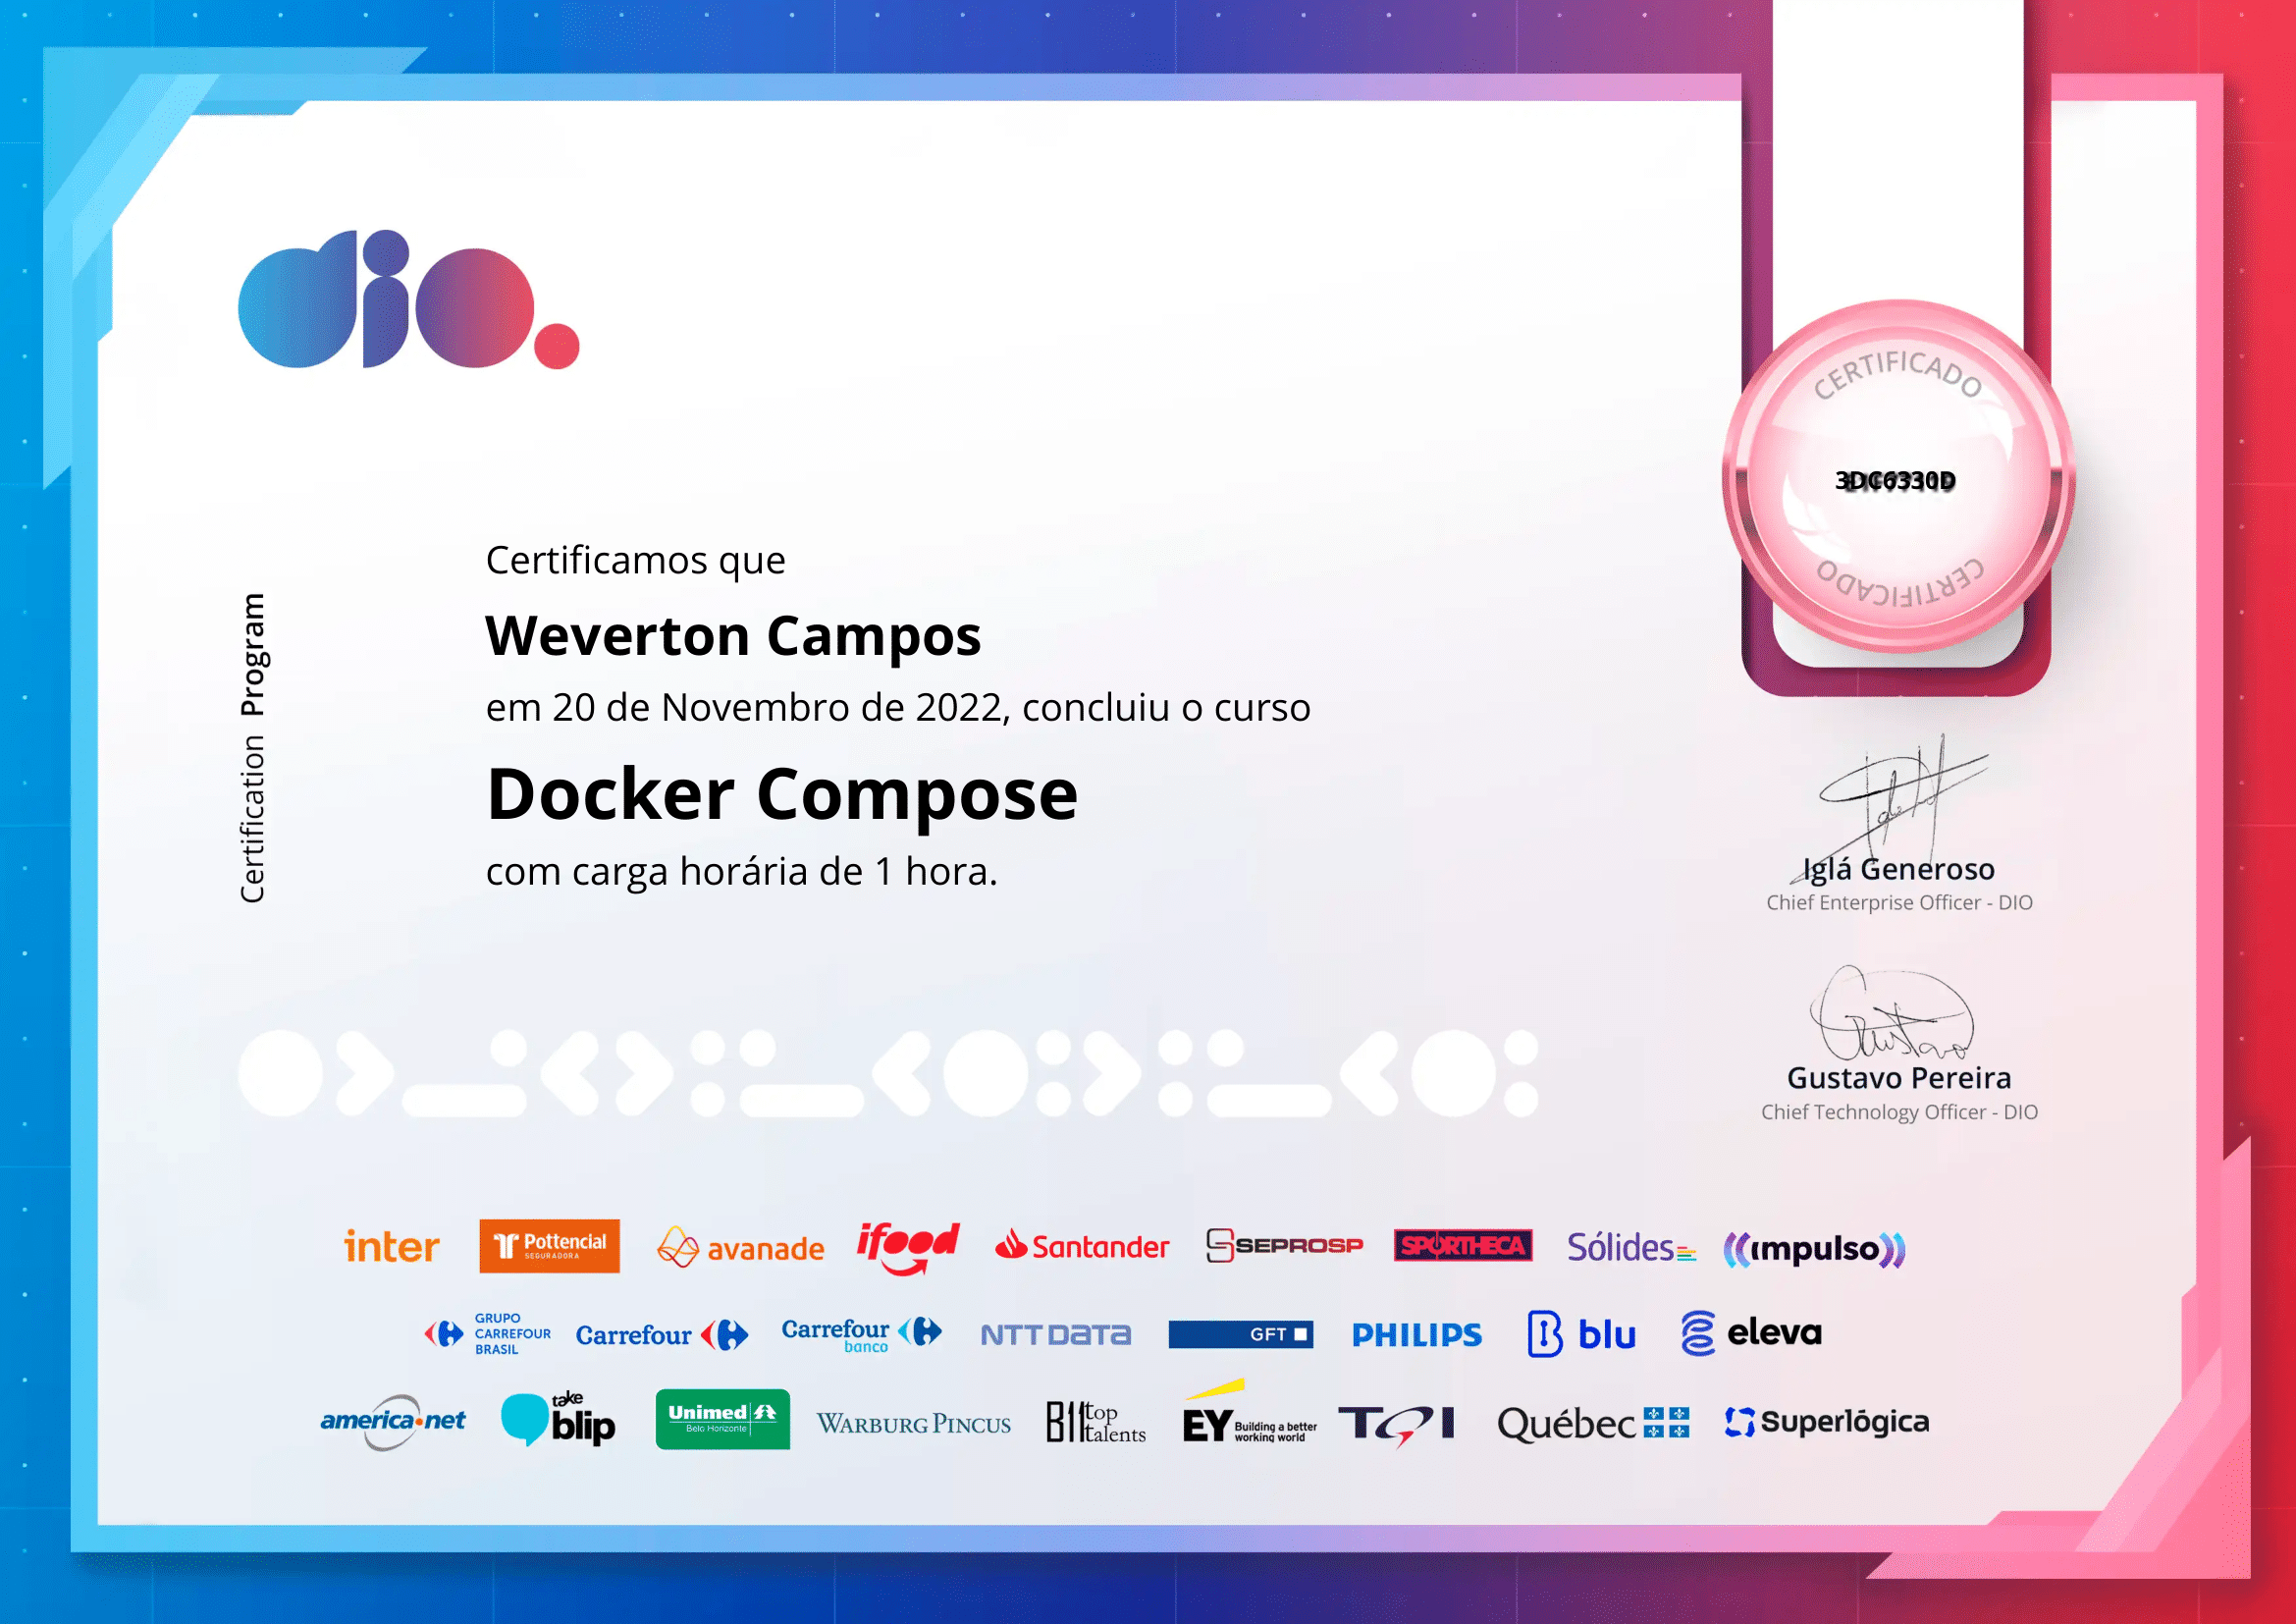 dio.
CERTIFICADO
3DC6330D
CERTIFICADO
Certification Program
Certificamos que
Weverton Campos
em 20 de Novembro de 2022, concluiu o curso
Docker Compose
com carga horária de 1 hora.
Iglá Generoso
Chief Enterprise Officer - DIO
Gustavo
Gustavo Pereira
Chief Technology Officer - DIO
inter
Pottencial
SEGURADORA
avanade
ifood
Santander
SEPROSP
SPORTHECA
Sólides
impulso
GRUPO
CARREFOUR
BRASIL
Carrefour
Carrefour
banco
NTT DATA
GFT
PHILIPS
blu
eleva
america.net
take
blip
Unimed
Belo Horizonte
WARBURG PINCUS
B11 top
talents
EY Building a better
working world
TQI
Québec
Superlógica